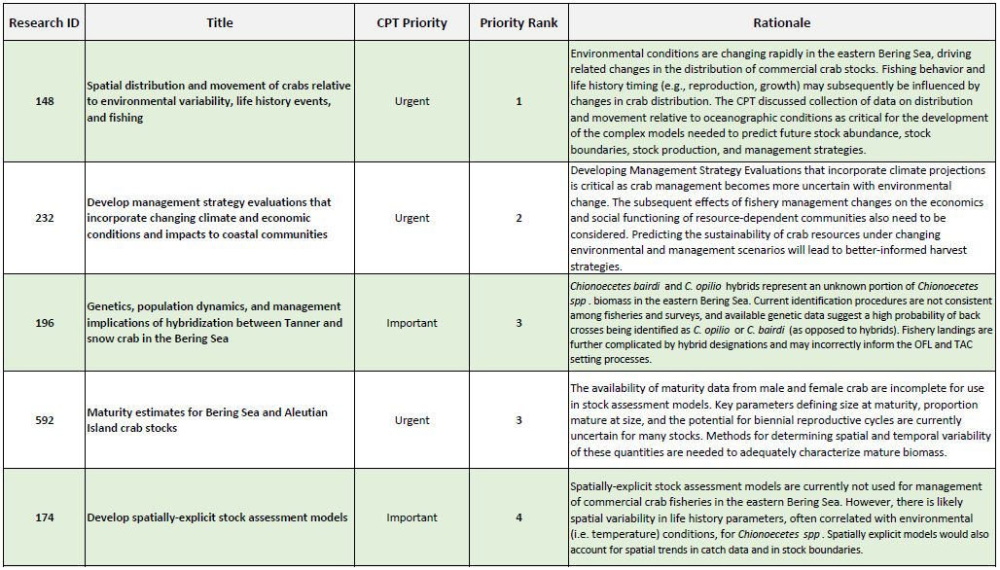 Research ID Title CPT Priority Priority Rank Rationale
148
Spatial distribution and movement of crabs relative
to environmental variability, life history events,
and fishing
Urgent
1
Environmental conditions are changing rapidly in the eastern Bering Sea, driving
related changes in the distribution of commercial crab stocks. Fishing behavior and
life history timing (e.g., reproduction, growth) may subsequently be influenced by
changes in crab distribution. The CPT discussed collection of data on distribution
and movement relative to oceanographic conditions as critical for the development
of the complex models needed to predict future stock abundance, stock
boundaries, stock production, and management strategies.
232
Develop management strategy evaluations that
incorporate changing climate and economic
conditions and impacts to coastal communities
Urgent
2
Developing Management Strategy Evaluations that incorporate climate projections
is critical as crab management becomes more uncertain with environmental
change. The subsequent effects of fishery management changes on the economics
and social functioning of resource-dependent communities also need to be
considered. Predicting the sustainability of crab resources under changing
environmental and management scenarios will lead to better-informed harvest
strategies.
196
Genetics, population dynamics, and management
implications of hybridization between Tanner and
snow crab in the Bering Sea
Important
3
Chionoecetes bairdi and C. opilio hybrids represent an unknown portion of Chionoecetes
spp . biomass in the eastern Bering Sea. Current identification procedures are not consistent
among fisheries and surveys, and available genetic data suggest a high probability of back
crosses being identified as C. opilio or C. bairdi (as opposed to hybrids). Fishery landings are
further complicated by hybrid designations and may incorrectly inform the OFL and TAC
setting processes.
592
Maturity estimates for Bering Sea and Aleutian
Island crab stocks
Urgent
3
The availability of maturity data from male and female crab are incomplete for use
in stock assessment models. Key parameters defining size at maturity, proportion
mature at size, and the potential for biennial reproductive cycles are currently
uncertain for many stocks. Methods for determining spatial and temporal variability
of these quantities are needed to adequately characterize mature biomass.
174
Develop spatially-explicit stock assessment models
Important
4
Spatially-explicit stock assessment models are currently not used for management
of commercial crab fisheries in the eastern Bering Sea. However, there is likely
spatial variability in life history parameters, often correlated with environmental
(i.e. temperature) conditions, for Chionoecetes spp . Spatially explicit models would also
account for spatial trends in catch data and in stock boundaries.